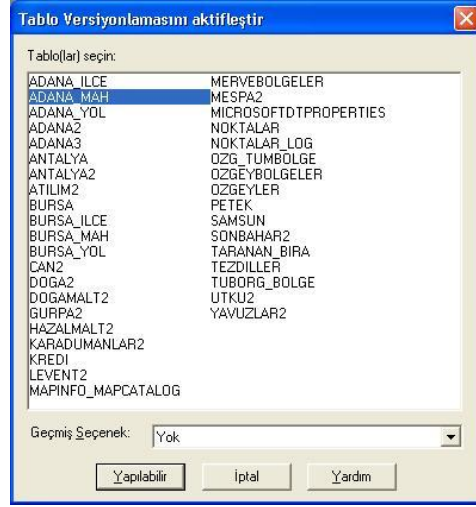 Tablo Versiyonlamasını aktifleştir
Tablo(lar) seçin:
ADANA_ILCE
ADANA_MAH
ADANA_YOL
ADANA2
ADANA3
ANTALYA
ANTALYA2
ATILIM2
BURSA
BURSA_ILCE
BURSA_MAH
BURSA_YOL
CAN2
DOGA2
DOGAMALT2
GURPA2
HAZALMALT2
KARADUMANLAR2
KREDI
LEVENT2
MAPINFO_MAPCATALOG
MERVEBOLGELER
MESPA2
MICROSOFTDTPROPERTIES
NOKTALAR
NOKTALAR_LOG
OZG_TUMBOLGE
OZGEYBOLGELER
OZGEYLER
PETEK
SAMSUN
SONBAHAR2
TARANAN_BIRA
TEZDILLER
TUBORG_BOLGE
UTKU2
YAVUZLAR2
Geçmiş Seçenek: Yok
Yapılabilir İptal Yardım